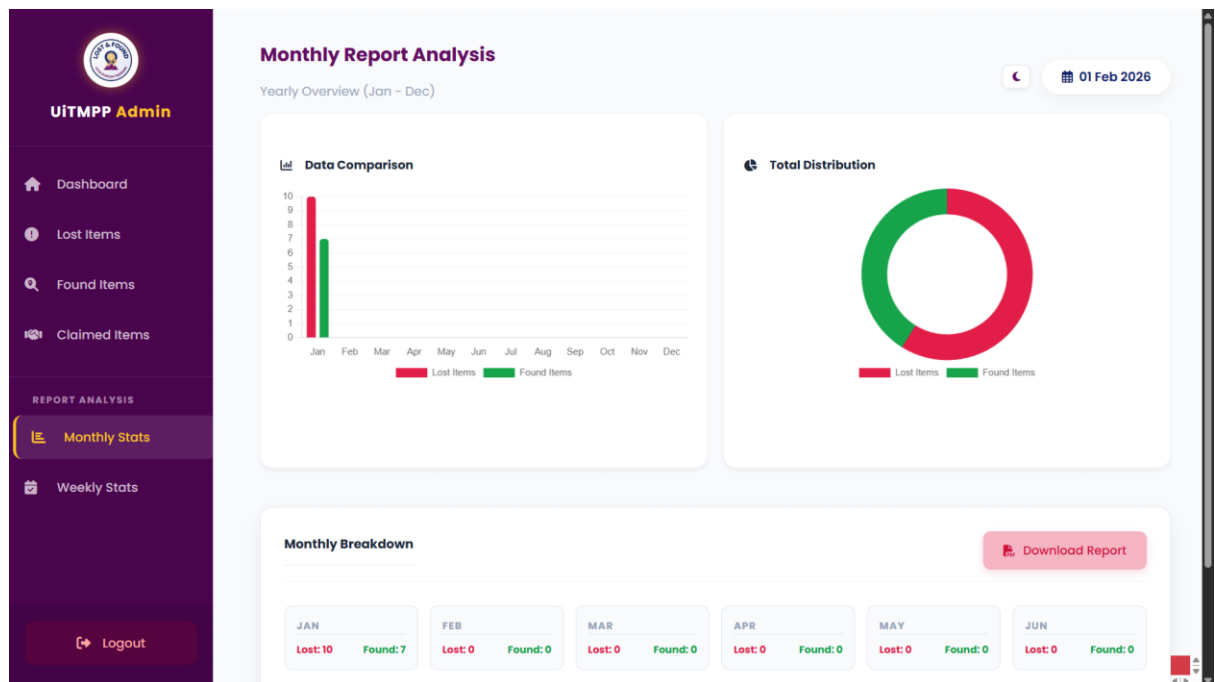 LOST & FOUND
UiTMPP Admin
Dashboard
Lost Items
Found Items
Claimed Items
REPORT ANALYSIS
Monthly Stats
Weekly Stats
Logout
Monthly Report Analysis
Yearly Overview (Jan - Dec)
01 Feb 2026
Data Comparison
10
9
8
7
6
5
4
3
2
1
0
Jan Feb Mar Apr May Jun Jul Aug Sep Oct Nov Dec
Lost Items Found Items
Total Distribution
Lost Items Found Items
Monthly Breakdown
Download Report
JAN
Lost: 10 Found: 7
FEB
Lost: 0 Found: 0
MAR
Lost: 0 Found: 0
APR
Lost: 0 Found: 0
MAY
Lost: 0 Found: 0
JUN
Lost: 0 Found: 0